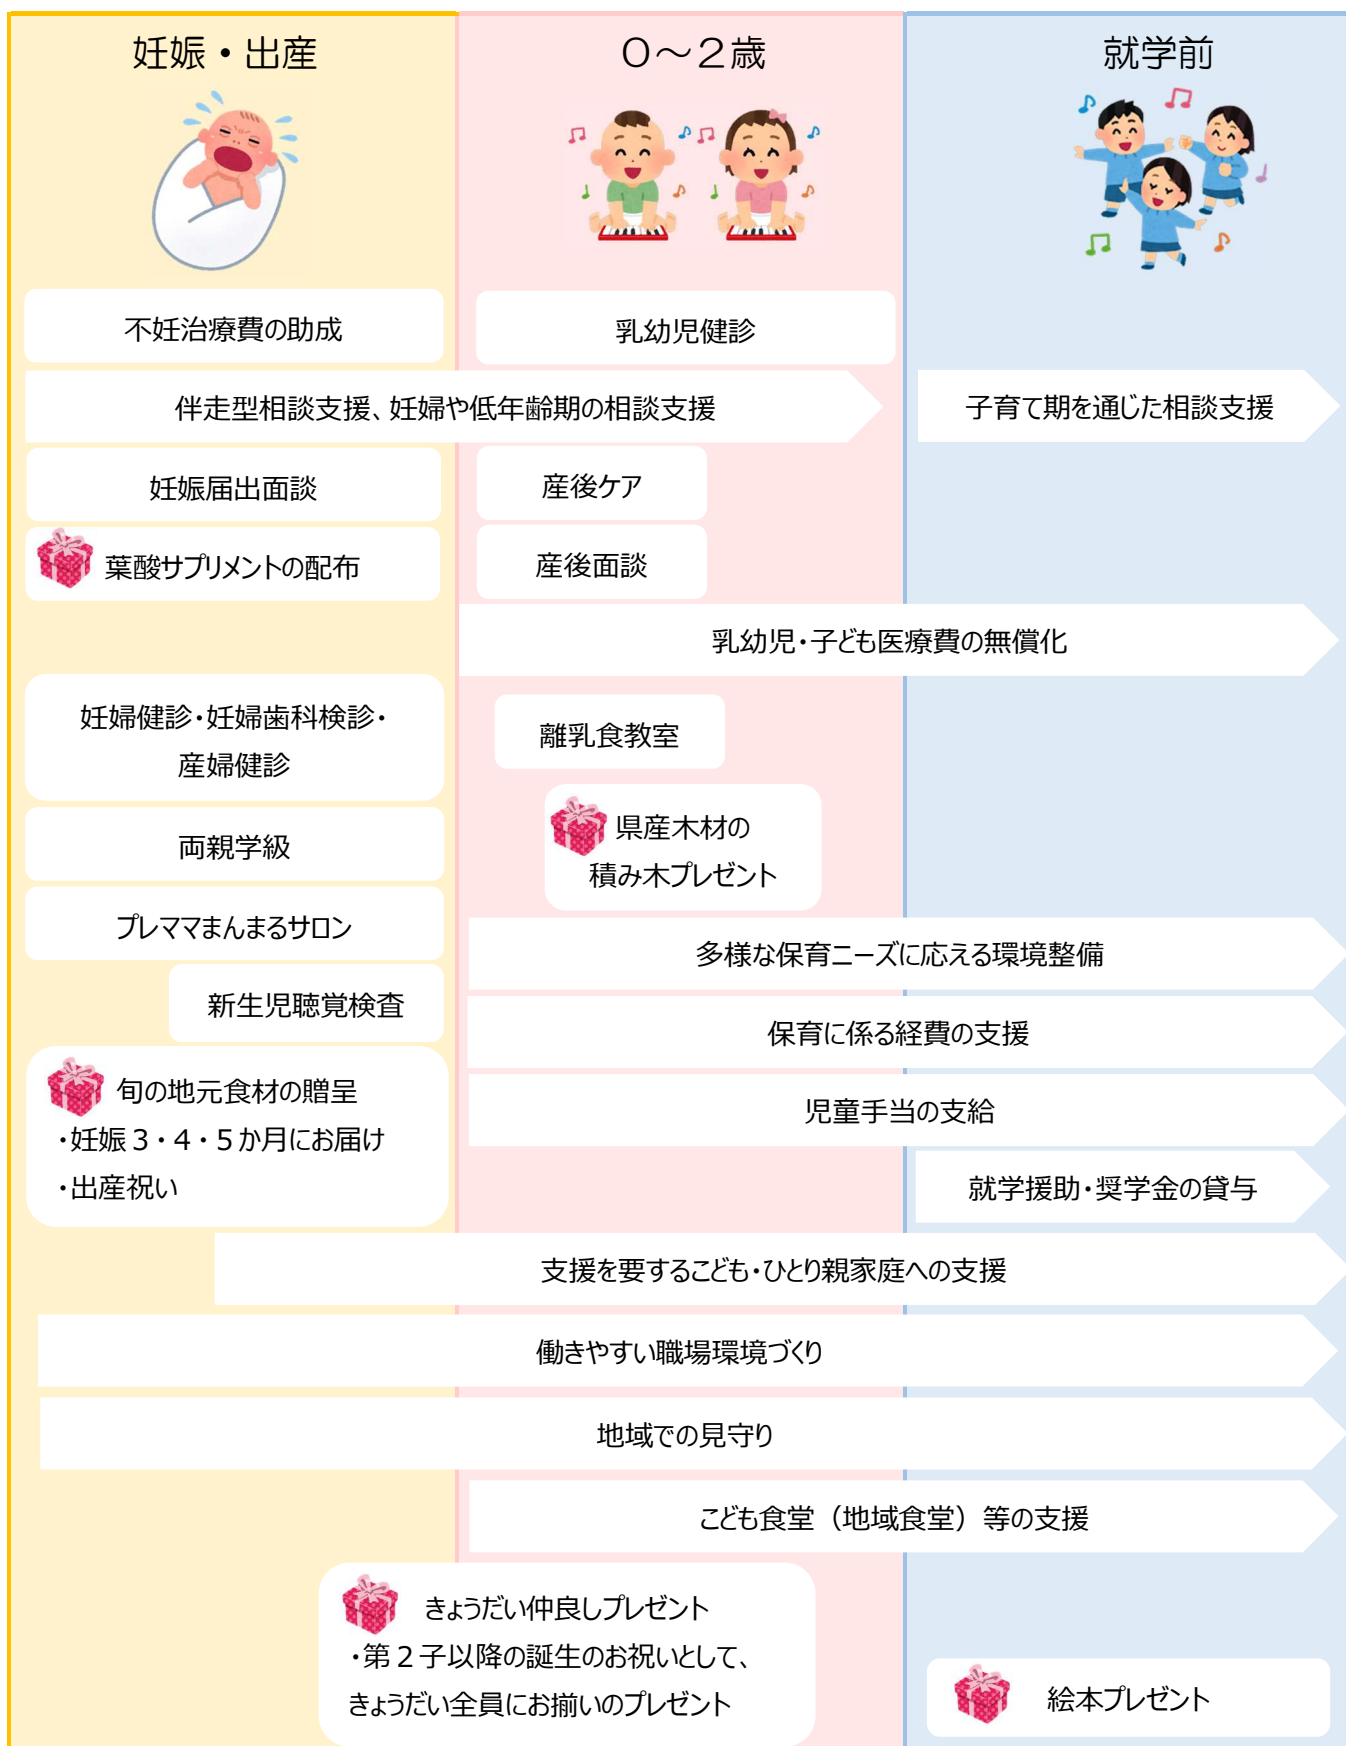 妊娠・出産
０～２歳
就学前
不妊治療費の助成
乳幼児健診
伴走型相談支援、妊婦や低年齢期の相談支援
子育て期を通じた相談支援
妊娠届出面談
産後ケア
葉酸サプリメントの配布
産後面談
乳幼児・子ども医療費の無償化
妊婦健診・妊婦歯科検診・
産婦健診
離乳食教室
両親学級
県産木材の
積み木プレゼント
プレママまんまるサロン
多様な保育ニーズに応える環境整備
新生児聴覚検査
保育に係る経費の支援
旬の地元食材の贈呈
・妊娠３・４・５か月にお届け
・出産祝い
児童手当の支給
就学援助・奨学金の貸与
支援を要するこども・ひとり親家庭への支援
働きやすい職場環境づくり
地域での見守り
こども食堂（地域食堂）等の支援
きょうだい仲良しプレゼント
・第２子以降の誕生のお祝いとして、
きょうだい全員にお揃いのプレゼント
絵本プレゼント